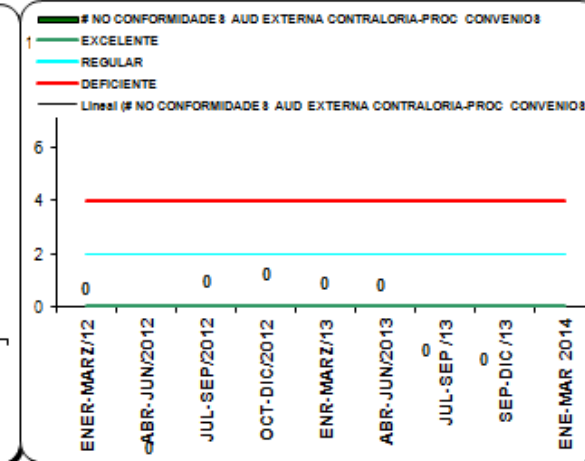 # NO CONFORMIDADES AUD EXTERNA CONTRALORIA-PROC CONVENIOS
1
EXCELENTE
REGULAR
DEFICIENTE
Lineal (# NO CONFORMIDADES AUD EXTERNA CONTRALORIA-PROC CONVENIOS
6
4
2
0
0
0
0
0
0
0
0
0
ENER-MARZ/12
ABR-JUN/2012
JUL-SEP/2012
OCT-DIC/2012
ENR-MARZ/13
ABR-JUN/2013
JUL-SEP /13
SEP-DIC /13
ENE-MAR 2014